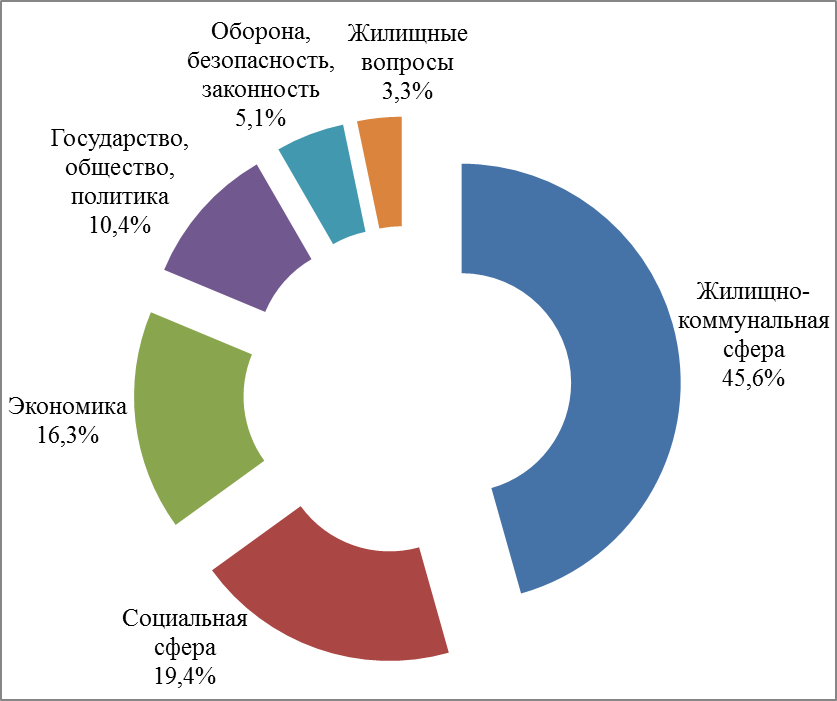 Оборона,
безопасность,
законность
5,1%
Жилищные
вопросы
3,3%
Государство,
общество,
политика
10,4%
Жилищно-
коммунальная
сфера
45,6%
Экономика
16,3%
Социальная
сфера
19,4%